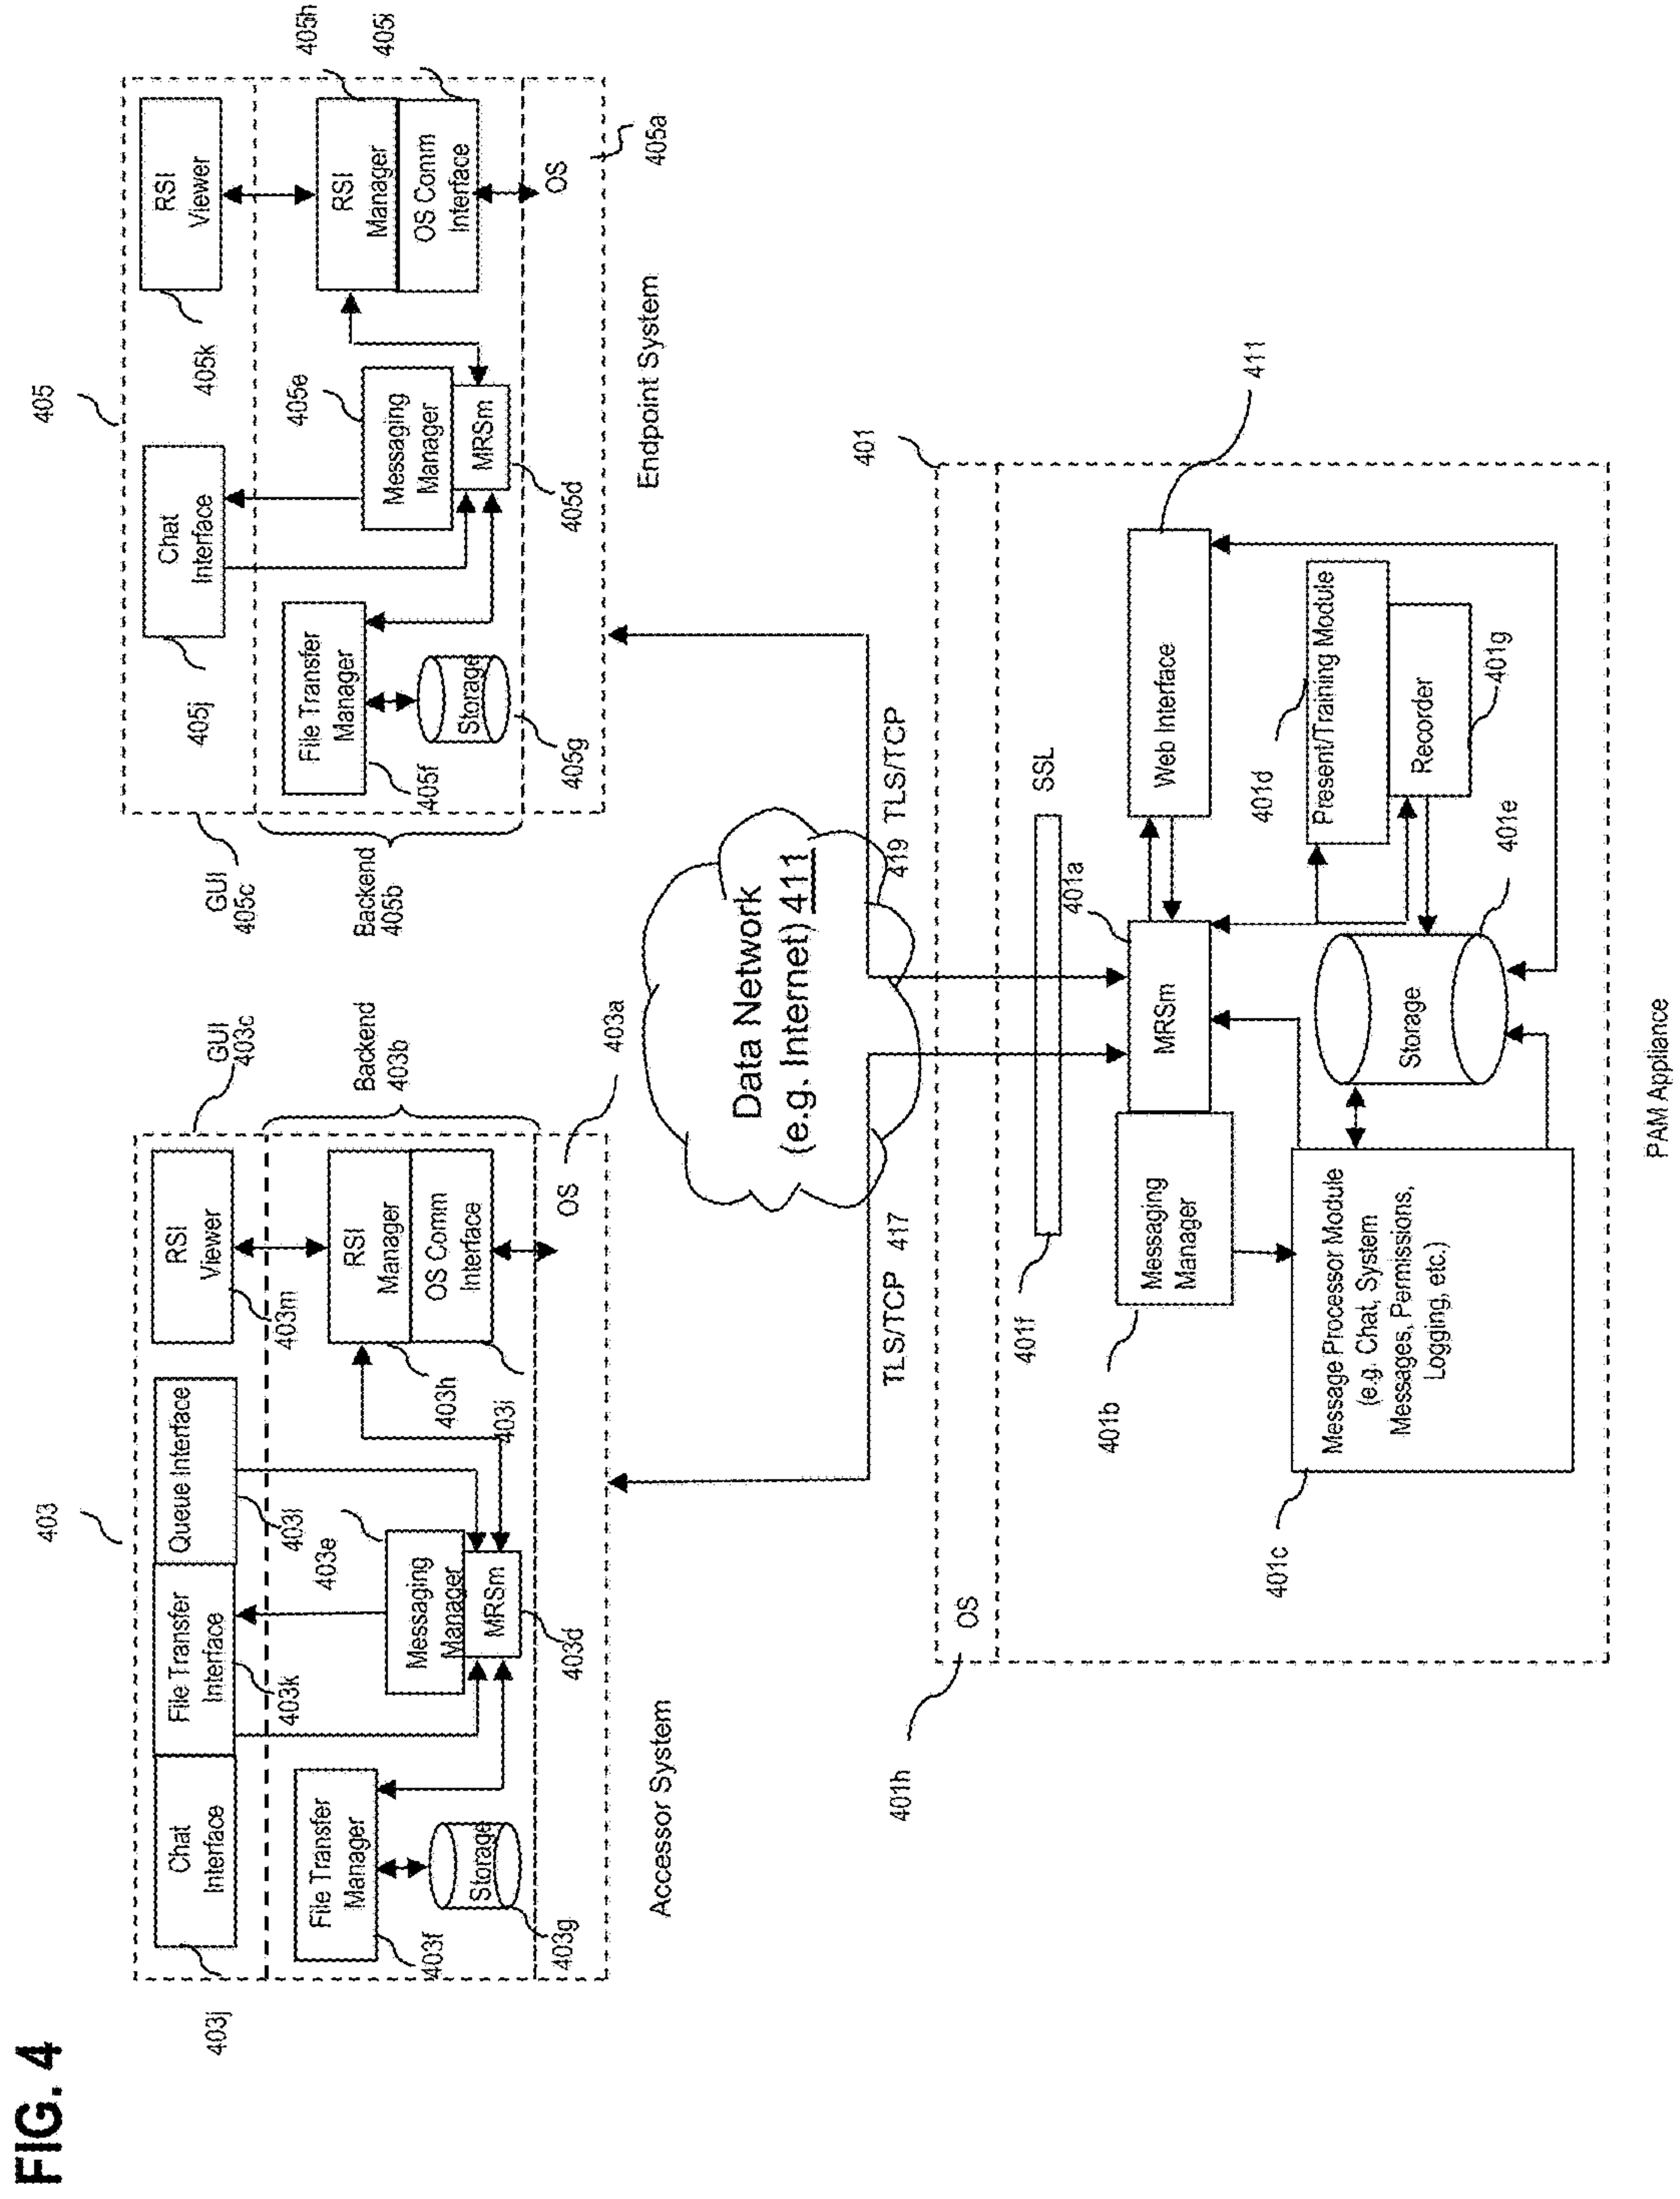 FIG. 4
403
403j
Chat
Interface
File Transfer
Interface
403k
Queue Interface
403l
RSI
Viewer
403m
GUI
403c
File Transfer
Manager
403f
Storage
403g
Messaging
Manager
403e
MRSm
403d
RSI
Manager
403h
OS Comm
Interface
403i
Backend
403b
OS
403a
Accessor System
405
GUI
405c
405j
Chat
Interface
RSI
Viewer
405k
Backend
405b
File Transfer
Manager
405f
Storage
405g
Messaging
Manager
405e
MRSm
405d
RSI
Manager
405h
OS Comm
Interface
405i
OS
405a
Endpoint System
Data Network
(e.g. Internet) 411
TLS/TCP 417
419 TLS/TCP
401
OS
401h
SSL
401f
MRSm
401a
Messaging
Manager
401b
Web Interface
411
Message Processor Module
(e.g. Chat, System
Messages, Permissions,
Logging, etc.)
401c
Storage
401e
Present/Training Module
401d
Recorder
401g
PAM Appliance